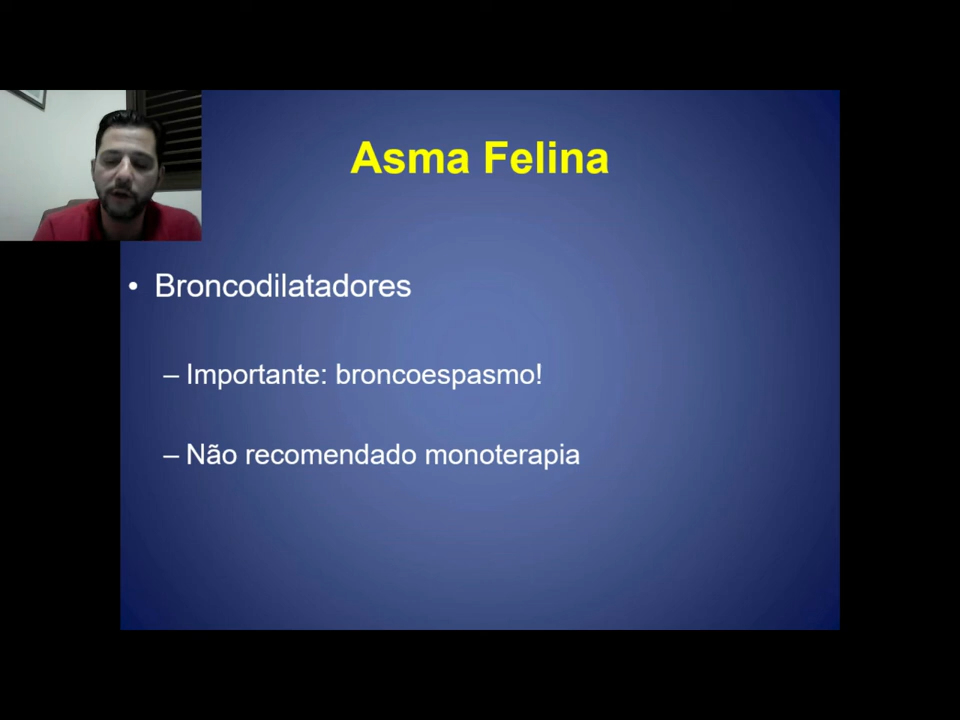 Asma Felina
• Broncodilatadores
– Importante: broncoespasmo!
– Não recomendado monoterapia